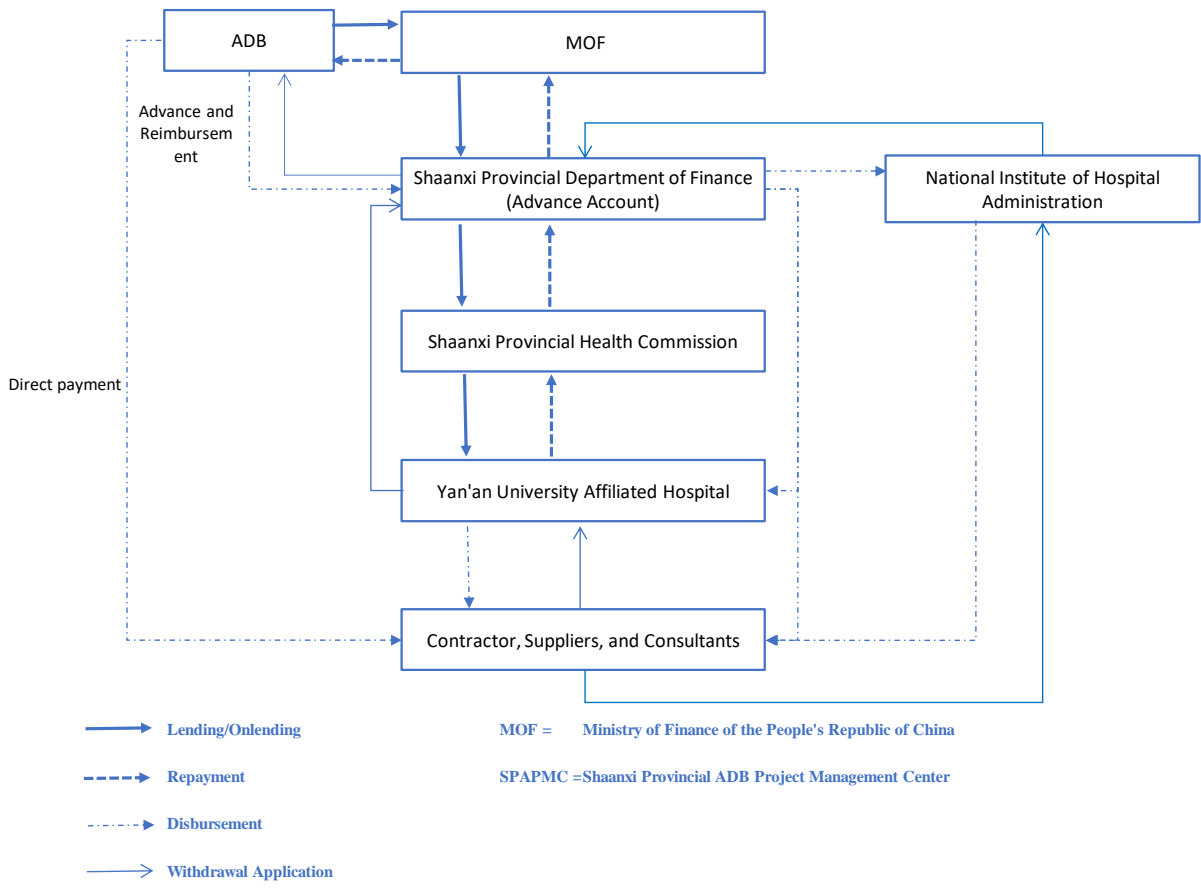 ADB
MOF
Advance and
Reimbursem
ent
Shaanxi Provincial Department of Finance
(Advance Account)
National Institute of Hospital
Administration
Shaanxi Provincial Health Commission
Direct payment
Yan'an University Affiliated Hospital
Contractor, Suppliers, and Consultants
Lending/Onlending
MOF = Ministry of Finance of the People's Republic of China
Repayment
SPAPMC =Shaanxi Provincial ADB Project Management Center
Disbursement
Withdrawal Application